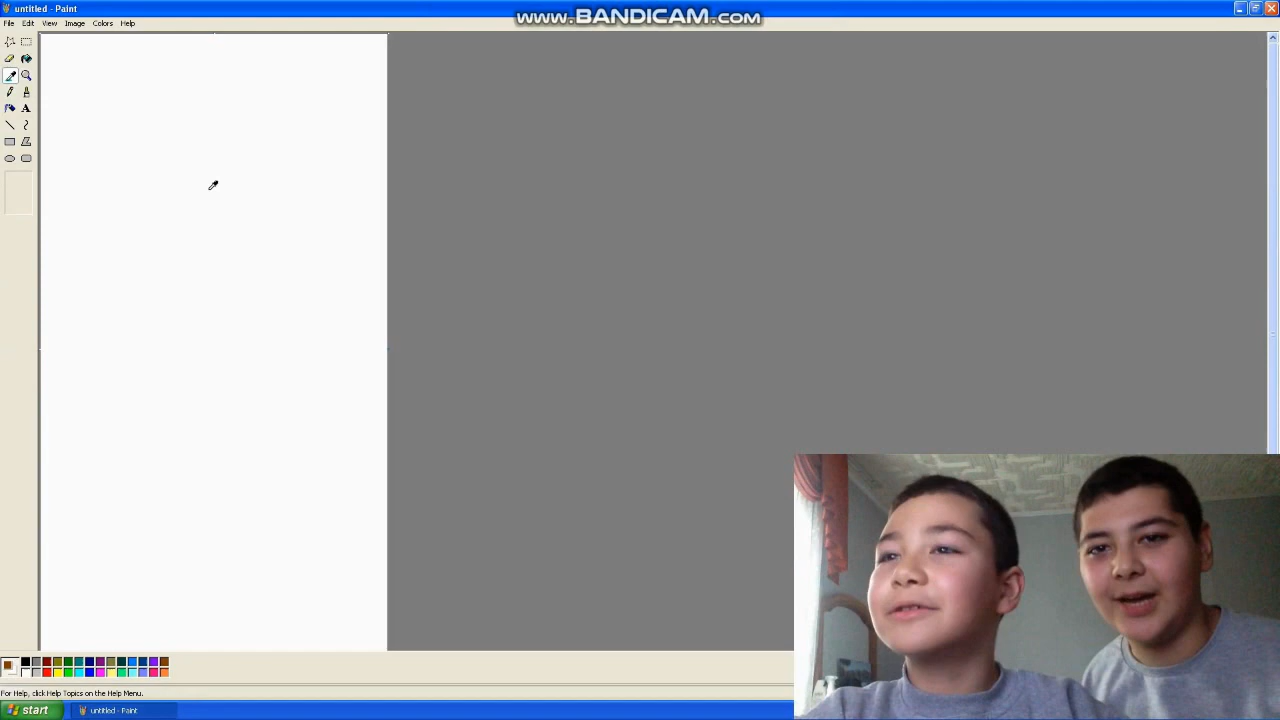 untitled - Paint
www.BANDICAM.com
File Edit View Image Colors Help
A
For Help, click Help Topics on the Help Menu.
start untitled - Paint